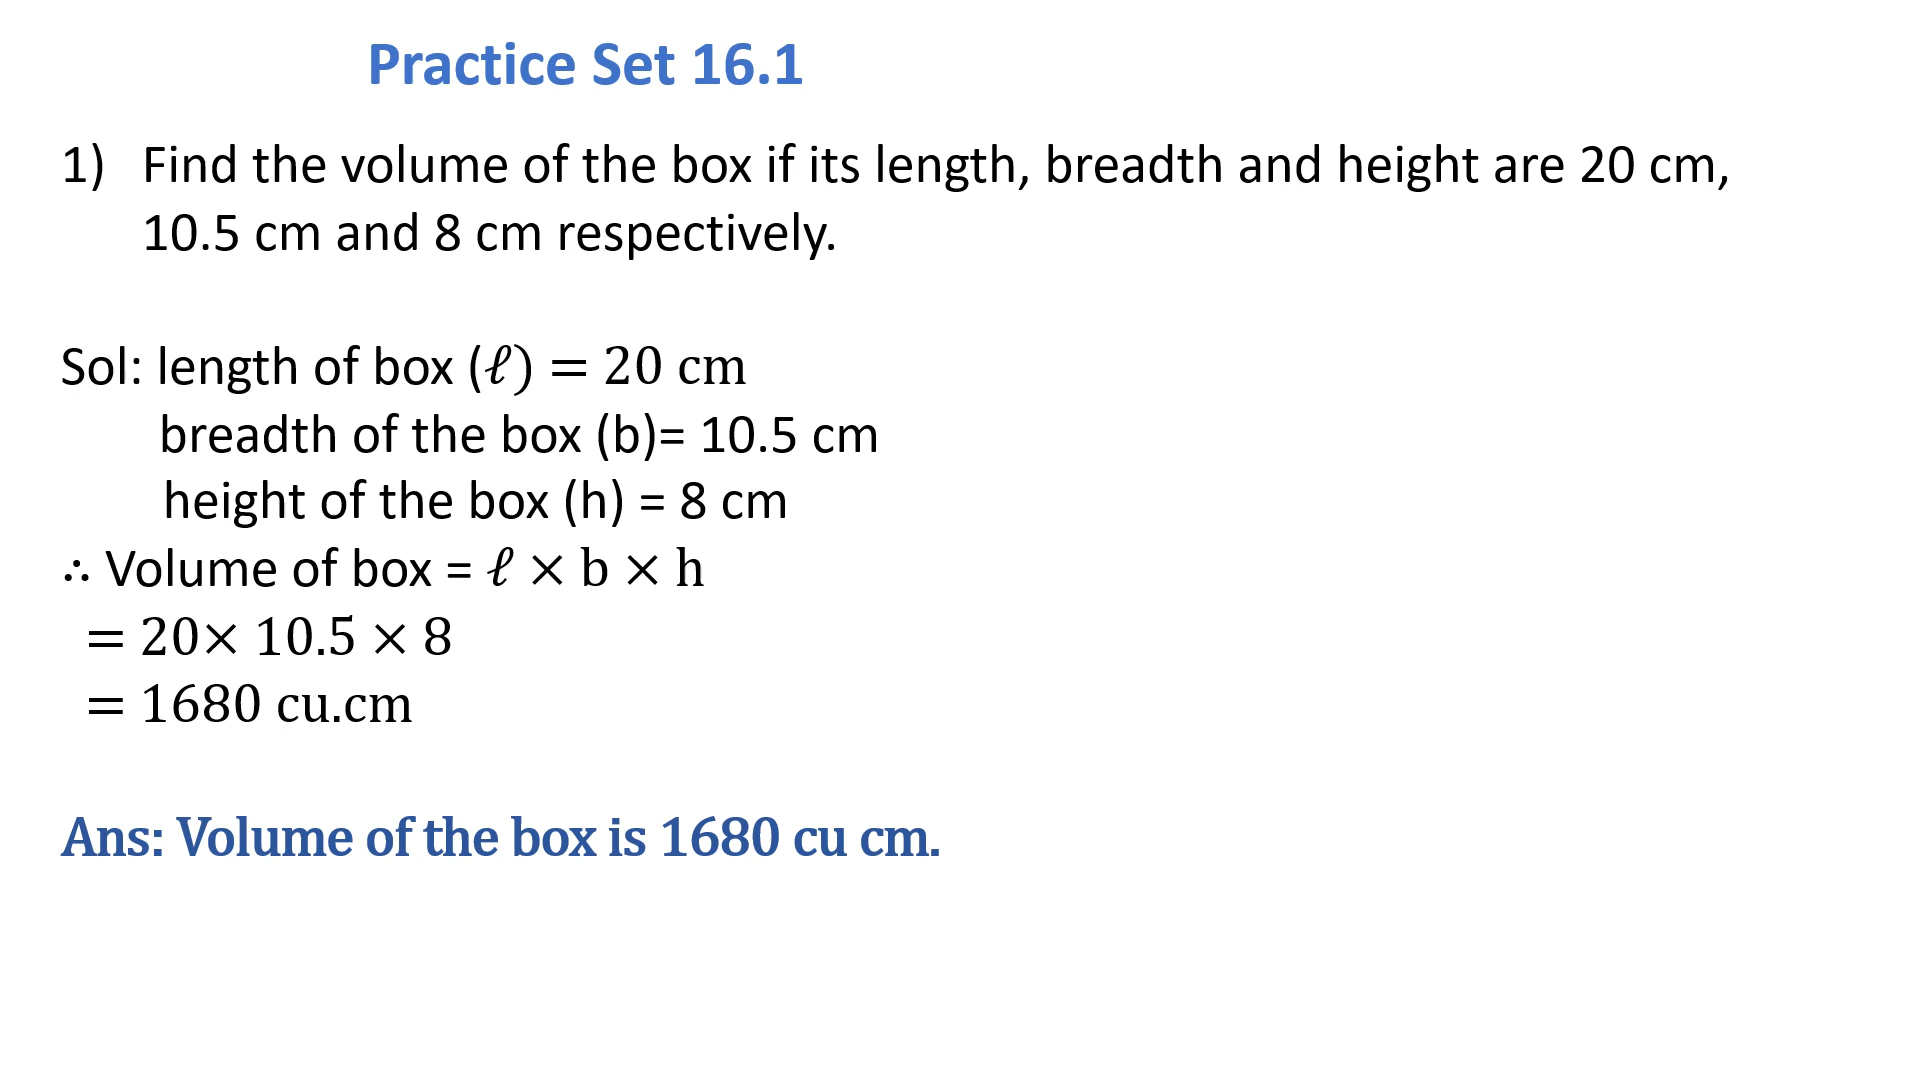 Practice Set 16.1
1) Find the volume of the box if its length, breadth and height are 20 cm,
10.5 cm and 8 cm respectively.
Sol: length of box (ℓ) = 20 cm
breadth of the box (b)= 10.5 cm
height of the box (h) = 8 cm
∴ Volume of box = ℓ × b × h
= 20× 10.5 × 8
= 1680 cu.cm
Ans: Volume of the box is 1680 cu cm.